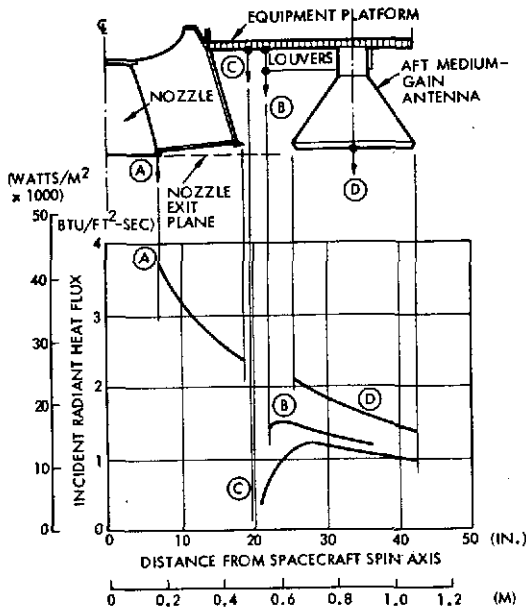 ℄
EQUIPMENT PLATFORM
C
LOUVERS
AFT MEDIUM-
GAIN
ANTENNA
NOZZLE
B
A
NOZZLE
EXIT
PLANE
D
(WATTS/M²
x 1000)
BTU/FT²-SEC)
INCIDENT RADIANT HEAT FLUX
50
40
30
20
10
0
4
3
2
1
0
A
B
D
C
0 10 20 30 40 50 (IN.)
DISTANCE FROM SPACECRAFT SPIN AXIS
0 0.2 0.4 0.6 0.8 1.0 1.2 (M)